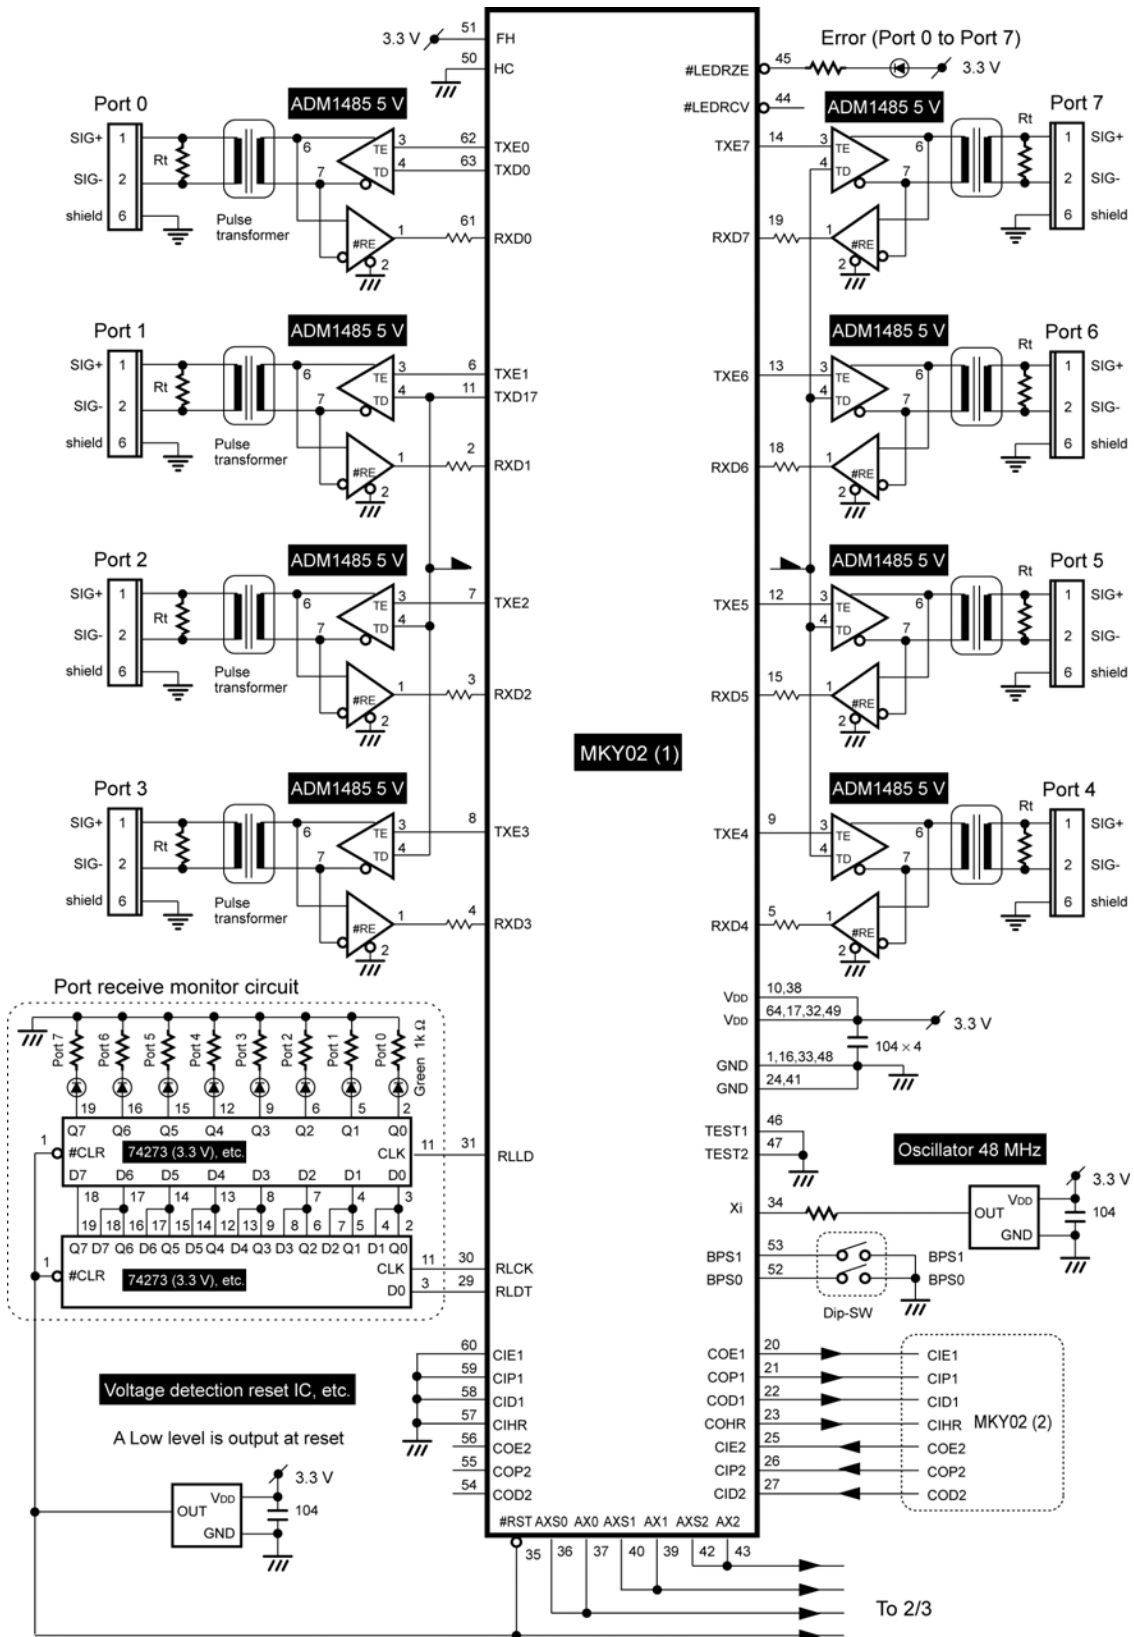 3.3 V
51
FH
50
HC
Error (Port 0 to Port 7)
#LEDRZE
45
3.3 V
#LEDRCV
44
Port 0
ADM1485 5 V
SIG+
1
Rt
SIG-
2
shield
6
Pulse
transformer
6
7
TE
3
62
TXE0
TD
4
63
TXD0
#RE
1
2
61
RXD0
ADM1485 5 V
Port 7
TXE7
14
3
TE
4
TD
6
7
Rt
1
SIG+
2
SIG-
6
shield
RXD7
19
1
#RE
2
Port 1
ADM1485 5 V
SIG+
1
Rt
SIG-
2
shield
6
Pulse
transformer
6
7
TE
3
6
TXE1
TD
4
11
TXD17
#RE
1
2
2
RXD1
ADM1485 5 V
Port 6
TXE6
13
3
TE
4
TD
6
7
Rt
1
SIG+
2
SIG-
6
shield
RXD6
18
1
#RE
2
Port 2
ADM1485 5 V
SIG+
1
Rt
SIG-
2
shield
6
Pulse
transformer
6
7
TE
3
7
TXE2
TD
4
#RE
1
2
3
RXD2
ADM1485 5 V
Port 5
TXE5
12
3
TE
4
TD
6
7
Rt
1
SIG+
2
SIG-
6
shield
RXD5
15
1
#RE
2
MKY02 (1)
Port 3
ADM1485 5 V
SIG+
1
Rt
SIG-
2
shield
6
Pulse
transformer
6
7
TE
3
8
TXE3
TD
4
#RE
1
2
4
RXD3
ADM1485 5 V
Port 4
TXE4
9
3
TE
4
TD
6
7
Rt
1
SIG+
2
SIG-
6
shield
RXD4
5
1
#RE
2
Port receive monitor circuit
Port 7
Port 6
Port 5
Port 4
Port 3
Port 2
Port 1
Port 0
Green 1k Ω
19 16 15 12 9 6 5 2
Q7 Q6 Q5 Q4 Q3 Q2 Q1 Q0
1
#CLR
74273 (3.3 V), etc.
CLK
11
31
RLLD
D7 D6 D5 D4 D3 D2 D1 D0
18 17 14 13 8 7 4 3
19 18 16 17 15 14 12 13 9 8 6 7 5 4 2
Q7 D7 Q6 D6 Q5 D5 Q4 D4 Q3 D3 Q2 D2 Q1 D1 Q0
1
#CLR
74273 (3.3 V), etc.
CLK
11
30
RLCK
D0
3
29
RLDT
VDD
10,38
VDD
64,17,32,49
3.3 V
104 × 4
GND
1,16,33,48
GND
24,41
TEST1
46
TEST2
47
Oscillator 48 MHz
Xi
34
OUT
VDD
GND
3.3 V
104
BPS1
53
BPS1
BPS0
52
BPS0
Dip-SW
60
CIE1
59
CIP1
58
CID1
57
CIHR
56
COE2
55
COP2
54
COD2
COE1
20
CIE1
COP1
21
CIP1
COD1
22
CID1
COHR
23
CIHR
CIE2
25
COE2
CIP2
26
COP2
CID2
27
COD2
MKY02 (2)
Voltage detection reset IC, etc.
A Low level is output at reset
OUT
VDD
GND
3.3 V
104
#RST AXS0 AX0 AXS1 AX1 AXS2 AX2
35 36 37 40 39 42 43
To 2/3